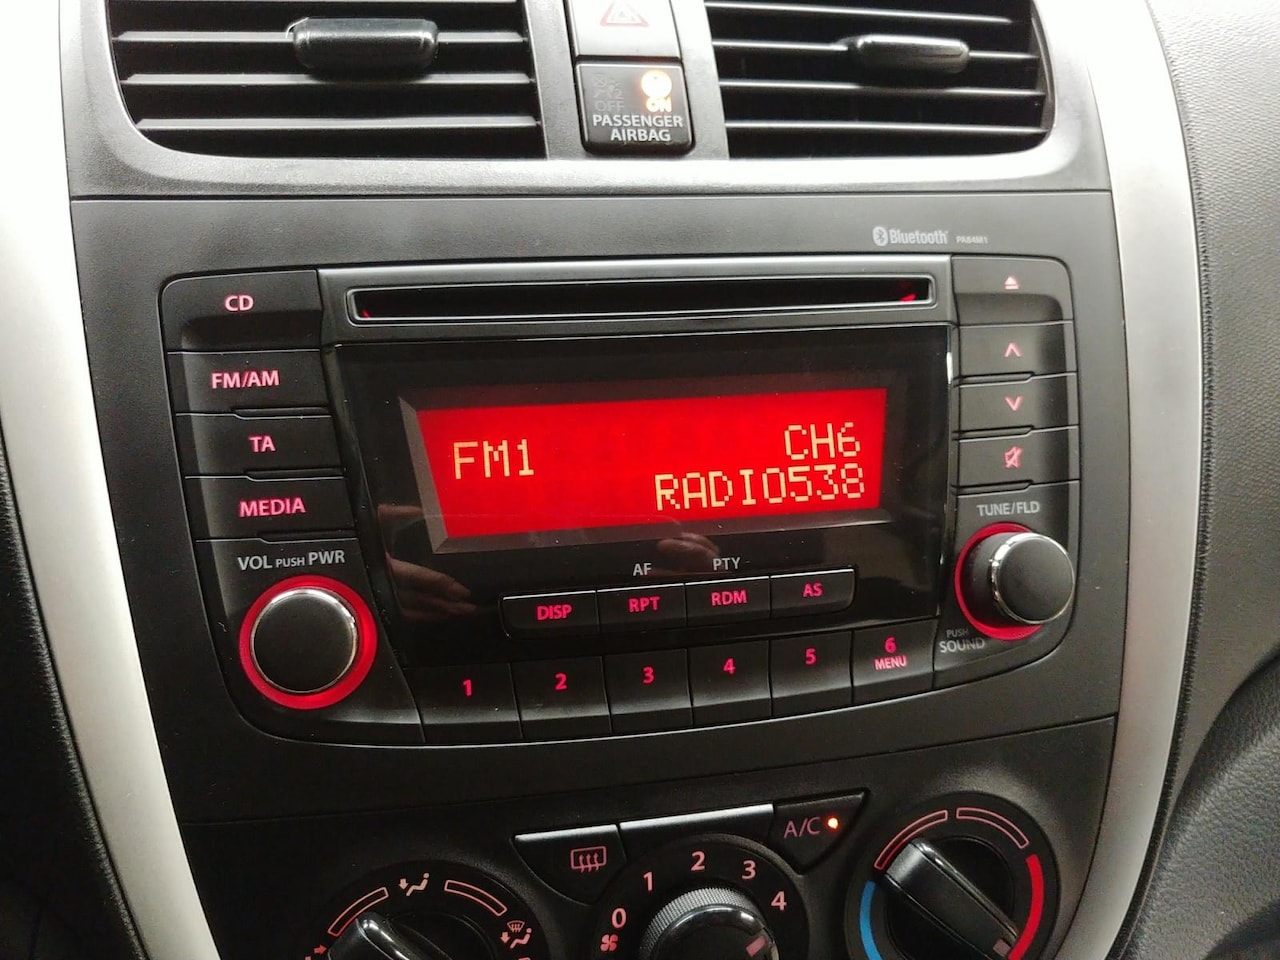 OFF ON
PASSENGER
AIRBAG
Bluetooth
CD
FM/AM
TA
MEDIA
FM1
CH6
RADIO538
TUNE/FLD
VOL PUSH PWR
AF
PTY
DISP
RPT
RDM
AS
PUSH
SOUND
1
2
3
4
5
6
MENU
A/C
0
1
2
3
4